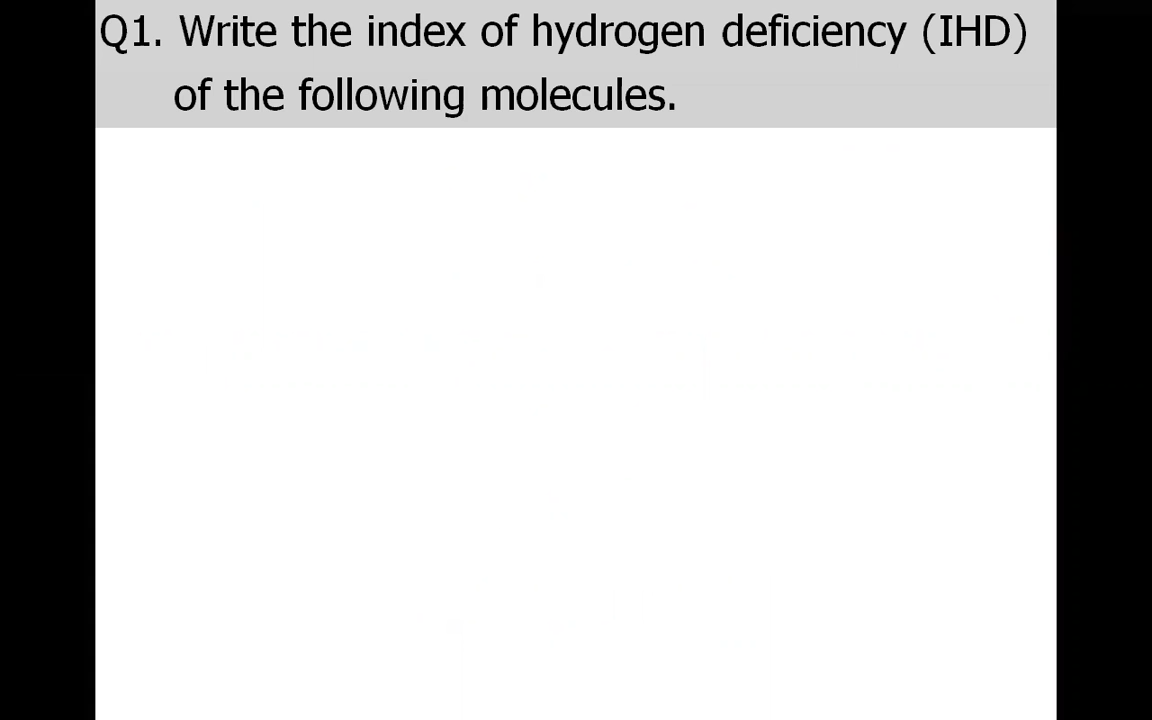 Q1. Write the index of hydrogen deficiency (IHD)
of the following molecules.